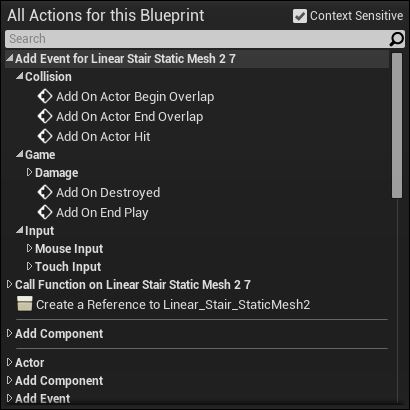 All Actions for this Blueprint
Context Sensitive
Search
Add Event for Linear Stair Static Mesh 2 7
Collision
Add On Actor Begin Overlap
Add On Actor End Overlap
Add On Actor Hit
Game
Damage
Add On Destroyed
Add On End Play
Input
Mouse Input
Touch Input
Call Function on Linear Stair Static Mesh 2 7
Create a Reference to Linear_Stair_StaticMesh2
Add Component
Actor
Add Component
Add Event